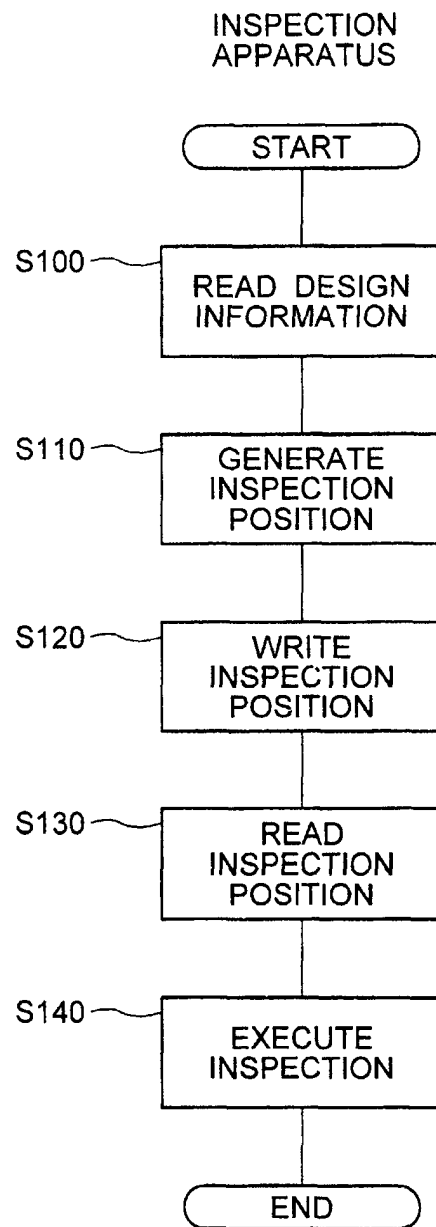 INSPECTION
APPARATUS
START
S100
READ DESIGN
INFORMATION
S110
GENERATE
INSPECTION
POSITION
S120
WRITE
INSPECTION
POSITION
S130
READ
INSPECTION
POSITION
S140
EXECUTE
INSPECTION
END